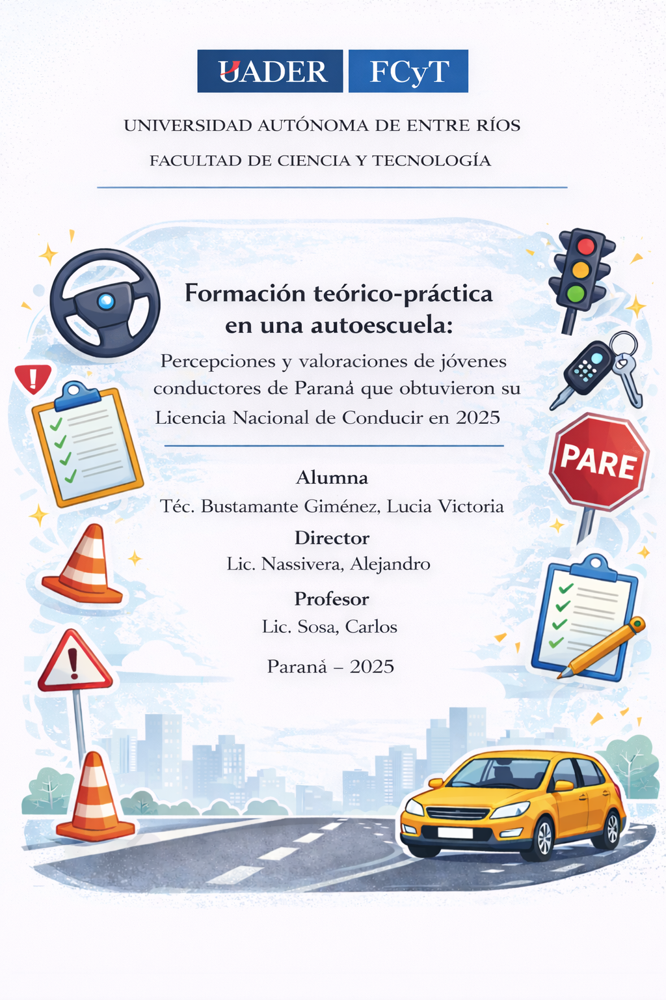 UADER FCyT
UNIVERSIDAD AUTÓNOMA DE ENTRE RÍOS
FACULTAD DE CIENCIA Y TECNOLOGÍA
Formación teórico-práctica
en una autoescuela:
Percepciones y valoraciones de jóvenes
conductores de Paraná que obtuvieron su
Licencia Nacional de Conducir en 2025
PARE
Alumna
Téc. Bustamante Giménez, Lucia Victoria
Director
Lic. Nassivera, Alejandro
Profesor
Lic. Sosa, Carlos
Paraná – 2025